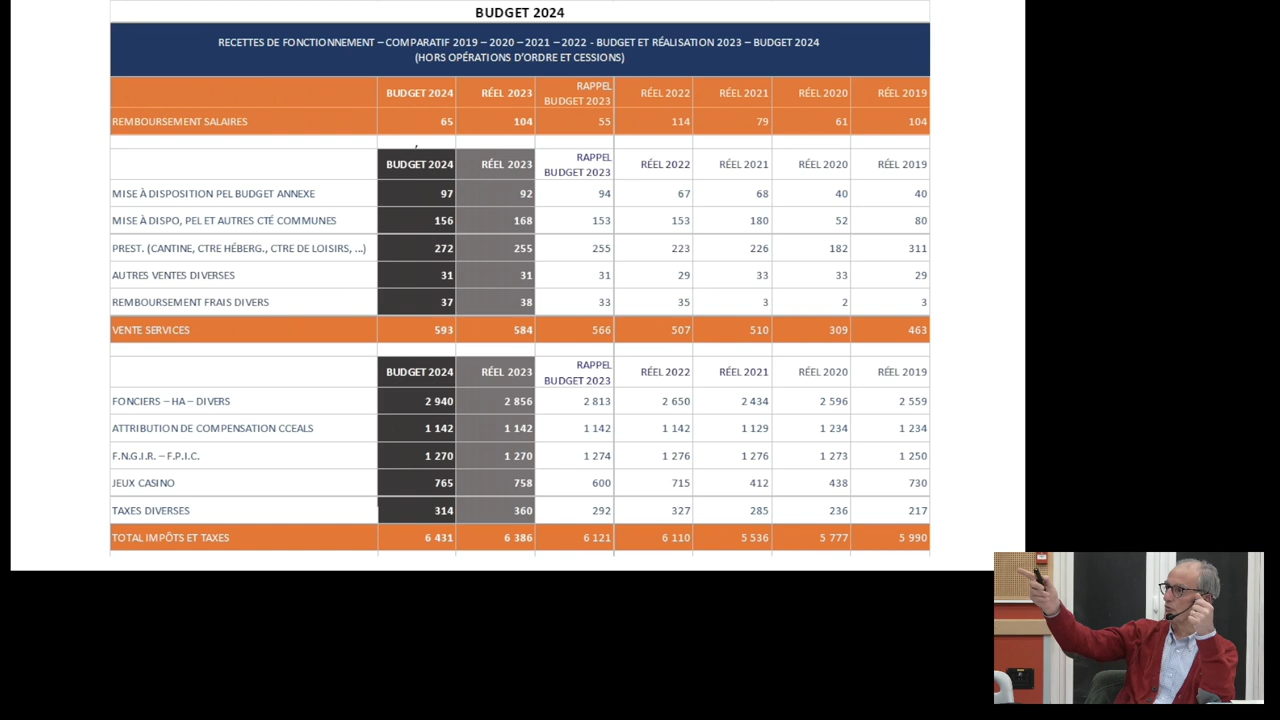 BUDGET 2024
RECETTES DE FONCTIONNEMENT – COMPARATIF 2019 – 2020 – 2021 – 2022 - BUDGET ET RÉALISATION 2023 – BUDGET 2024
(HORS OPÉRATIONS D'ORDRE ET CESSIONS)
BUDGET 2024 RÉEL 2023 RAPPEL BUDGET 2023 RÉEL 2022 RÉEL 2021 RÉEL 2020 RÉEL 2019
REMBOURSEMENT SALAIRES 65 104 55 114 79 61 104
BUDGET 2024 RÉEL 2023 RAPPEL BUDGET 2023 RÉEL 2022 RÉEL 2021 RÉEL 2020 RÉEL 2019
MISE À DISPOSITION PEL BUDGET ANNEXE 97 92 94 67 68 40 40
MISE À DISPO, PEL ET AUTRES CTÉ COMMUNES 156 168 153 153 180 52 80
PREST. (CANTINE, CTRE HÉBERG., CTRE DE LOISIRS, ...) 272 255 255 223 226 182 311
AUTRES VENTES DIVERSES 31 31 31 29 33 33 29
REMBOURSEMENT FRAIS DIVERS 37 38 33 35 3 2 3
VENTE SERVICES 593 584 566 507 510 309 463
BUDGET 2024 RÉEL 2023 RAPPEL BUDGET 2023 RÉEL 2022 RÉEL 2021 RÉEL 2020 RÉEL 2019
FONCIERS – HA – DIVERS 2 940 2 856 2 813 2 650 2 434 2 596 2 559
ATTRIBUTION DE COMPENSATION CCEALS 1 142 1 142 1 142 1 142 1 129 1 234 1 234
F.N.G.I.R. – F.P.I.C. 1 270 1 270 1 274 1 276 1 276 1 273 1 250
JEUX CASINO 765 758 600 715 412 438 730
TAXES DIVERSES 314 360 292 327 285 236 217
TOTAL IMPÔTS ET TAXES 6 431 6 386 6 121 6 110 5 536 5 777 5 990